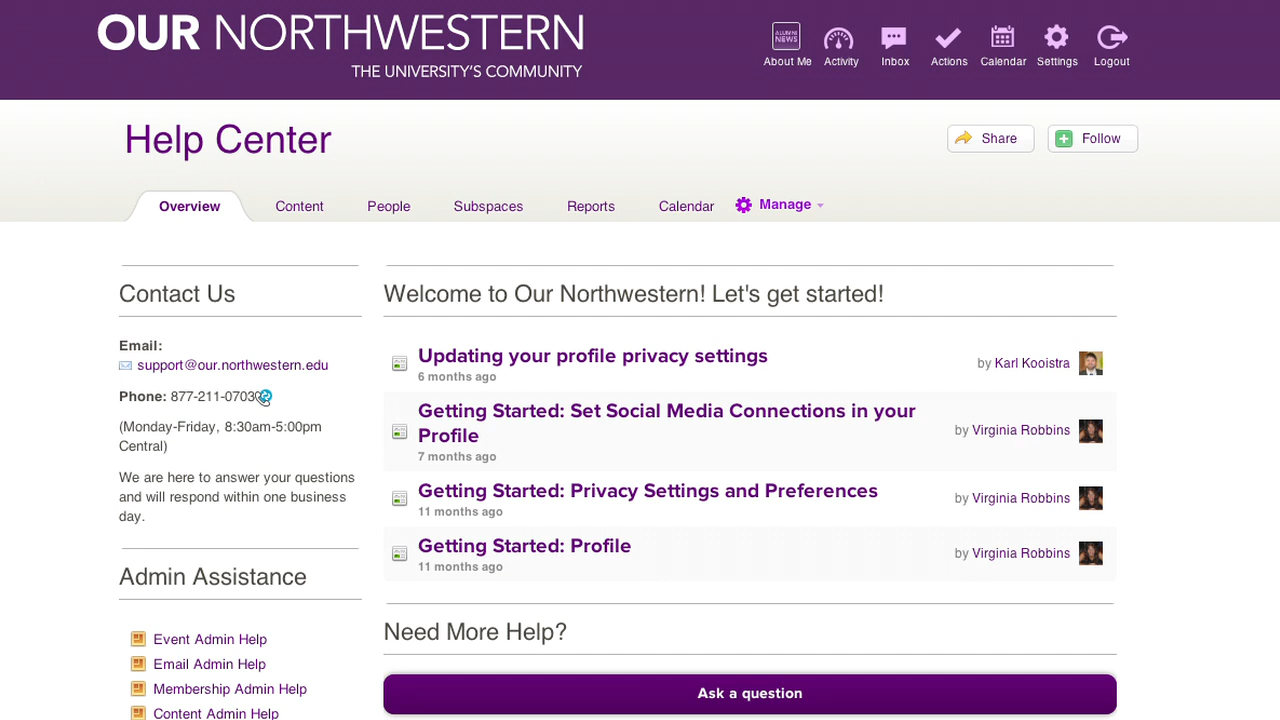 OUR NORTHWESTERN
THE UNIVERSITY'S COMMUNITY
ALUMNI NEWS
About Me
Activity
Inbox
Actions
Calendar
Settings
Logout
Help Center
Share
Follow
Overview
Content
People
Subspaces
Reports
Calendar
Manage
Contact Us
Email:
support@our.northwestern.edu
Phone: 877-211-0703
(Monday-Friday, 8:30am-5:00pm
Central)
We are here to answer your questions
and will respond within one business
day.
Admin Assistance
Event Admin Help
Email Admin Help
Membership Admin Help
Content Admin Help
Welcome to Our Northwestern! Let's get started!
Updating your profile privacy settings
6 months ago
by Karl Kooistra
Getting Started: Set Social Media Connections in your
Profile
7 months ago
by Virginia Robbins
Getting Started: Privacy Settings and Preferences
11 months ago
by Virginia Robbins
Getting Started: Profile
11 months ago
by Virginia Robbins
Need More Help?
Ask a question